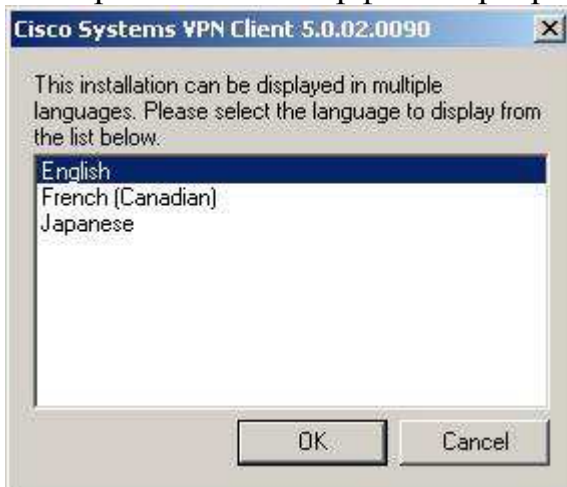 Cisco Systems VPN Client 5.0.02.0090
This installation can be displayed in multiple
languages. Please select the language to display from
the list below.
English
French (Canadian)
Japanese
OK Cancel